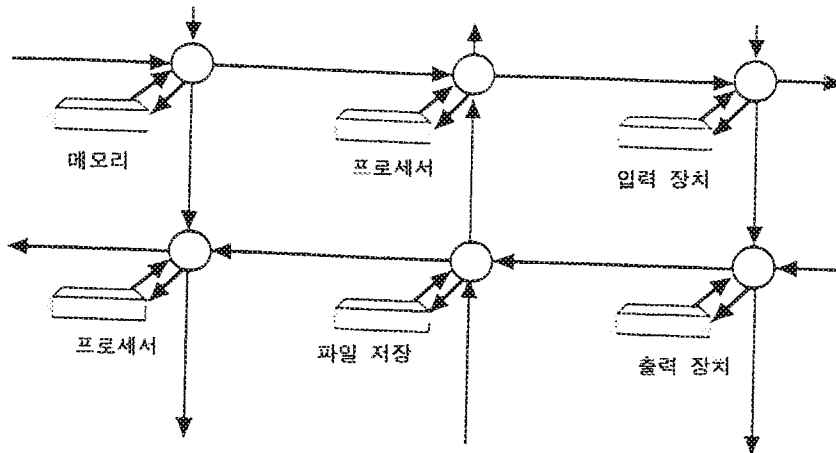 메모리
프로세서
입력 장치
프로세서
파일 저장
출력 장치